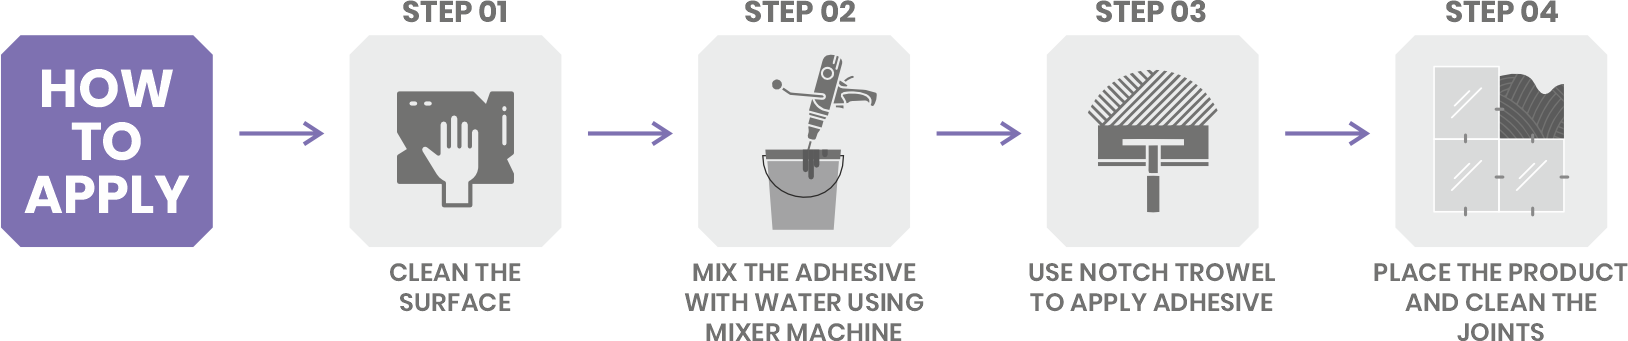 HOW
TO
APPLY
STEP 01
CLEAN THE
SURFACE
STEP 02
MIX THE ADHESIVE
WITH WATER USING
MIXER MACHINE
STEP 03
USE NOTCH TROWEL
TO APPLY ADHESIVE
STEP 04
PLACE THE PRODUCT
AND CLEAN THE
JOINTS